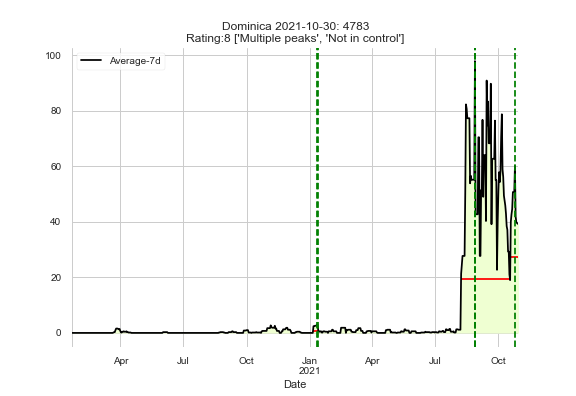 Dominica 2021-10-30: 4783
Rating:8 ['Multiple peaks', 'Not in control']
100
Average-7d
80
60
40
20
0
Apr Jul Oct Jan Apr Jul Oct
2021
Date